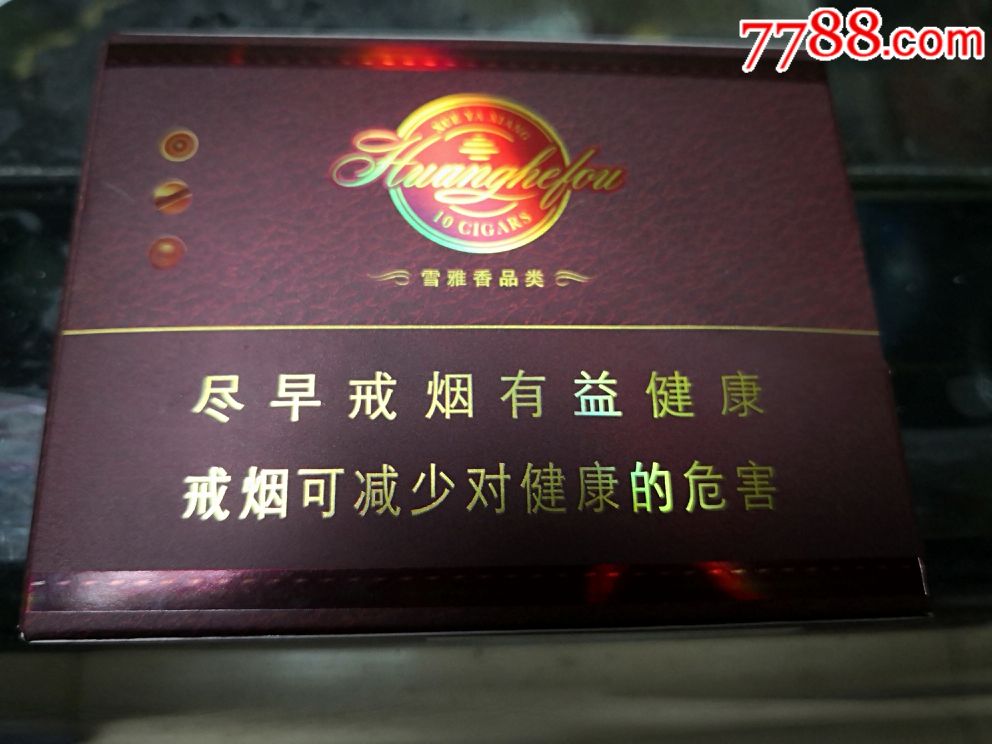 7788.com
XUE YA XIANG
Huanghelou
10 CIGARS
雪雅香品类
尽早戒烟有益健康
戒烟可减少对健康的危害